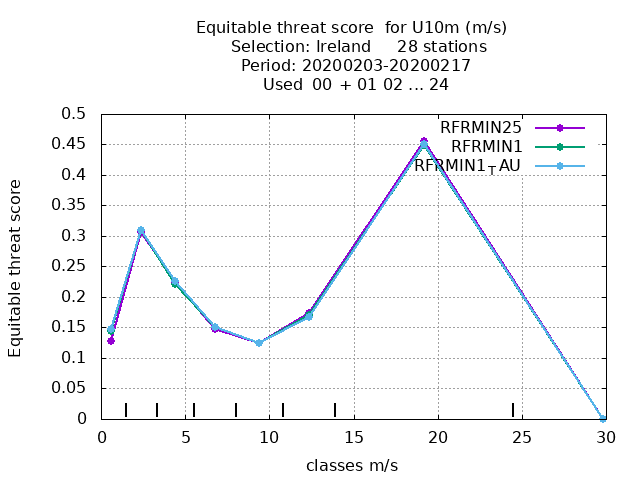 Equitable threat score  for U10m (m/s)
Selection: Ireland     28 stations
Period: 20200203-20200217
Used  00 + 01 02 ... 24
RFRMIN25
RFRMIN1
RFRMIN1TAU
Equitable threat score
0.5
0.45
0.4
0.35
0.3
0.25
0.2
0.15
0.1
0.05
0
0 5 10 15 20 25 30
classes m/s